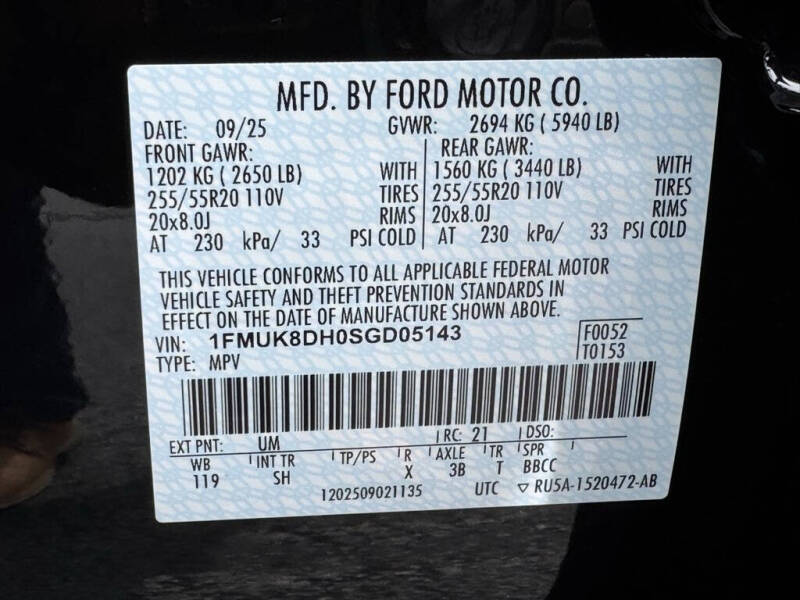 MFD. BY FORD MOTOR CO.
DATE: 09/25 GVWR: 2694 KG ( 5940 LB)
FRONT GAWR: REAR GAWR:
1202 KG ( 2650 LB) WITH 1560 KG ( 3440 LB) WITH
255/55R20 110V TIRES 255/55R20 110V TIRES
20x8.0J RIMS 20x8.0J RIMS
AT 230 kPa/ 33 PSI COLD AT 230 kPa/ 33 PSI COLD
THIS VEHICLE CONFORMS TO ALL APPLICABLE FEDERAL MOTOR
VEHICLE SAFETY AND THEFT PREVENTION STANDARDS IN
EFFECT ON THE DATE OF MANUFACTURE SHOWN ABOVE.
VIN: 1FMUK8DH0SGD05143 F0052
TYPE: MPV T0153
EXT PNT: UM RC: 21 DSO:
WB INT TR TP/PS R AXLE TR SPR
119 SH X 3B T BBCC
1202509021135 UTC ▽ RU5A-1520472-AB